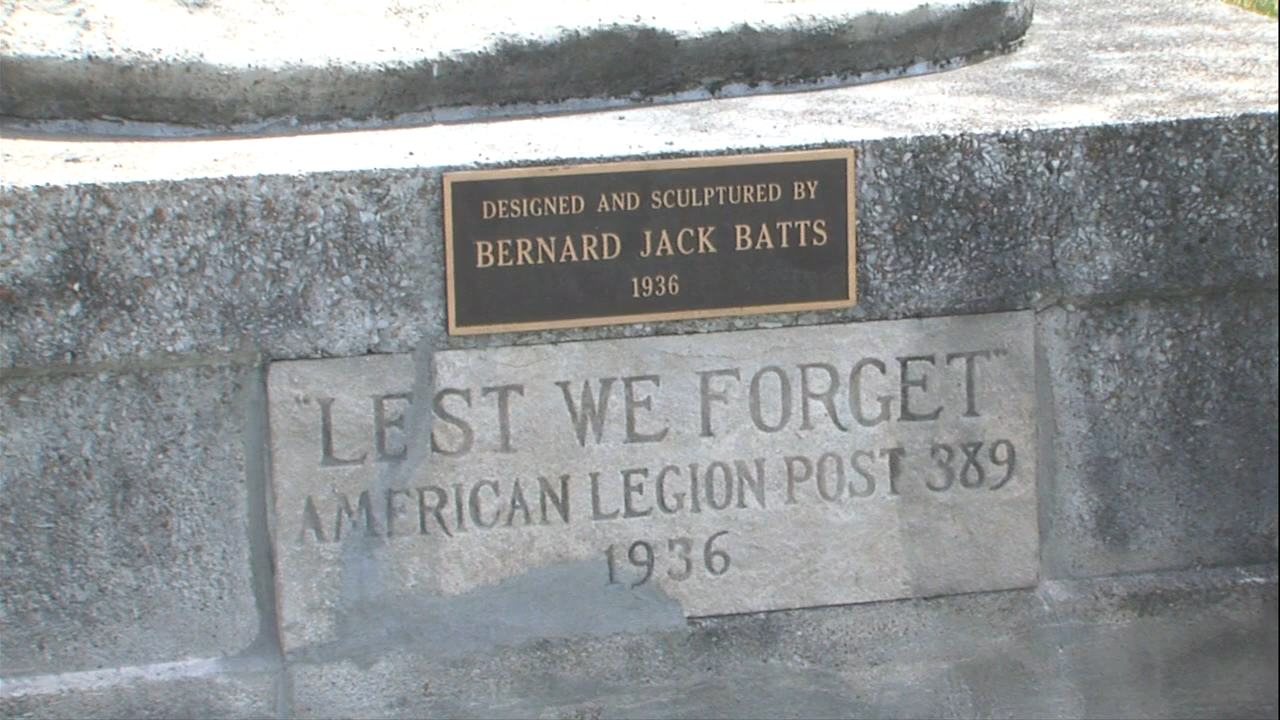 DESIGNED AND SCULPTURED BY
BERNARD JACK BATTS
1936
"LEST WE FORGET"
AMERICAN LEGION POST 389
1936